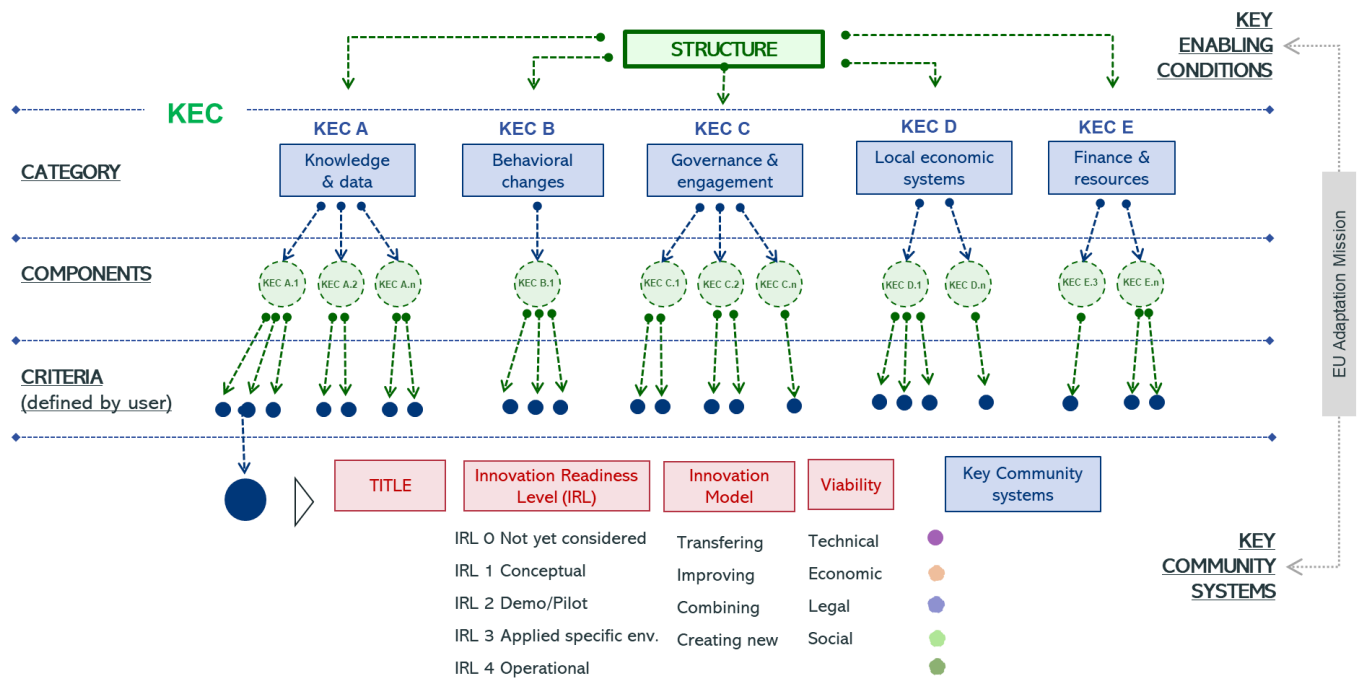 STRUCTURE
KEY
ENABLING
CONDITIONS
KEC
KEC A
KEC B
KEC C
KEC D
KEC E
CATEGORY
Knowledge
& data
Behavioral
changes
Governance &
engagement
Local economic
systems
Finance &
resources
COMPONENTS
KEC A.1
KEC A.2
KEC A.n
KEC B.1
KEC C.1
KEC C.2
KEC C.n
KEC D.1
KEC D.n
KEC E.3
KEC E.n
EU Adaptation Mission
CRITERIA
(defined by user)
TITLE
Innovation Readiness
Level (IRL)
Innovation
Model
Viability
Key Community
systems
IRL 0 Not yet considered
IRL 1 Conceptual
IRL 2 Demo/Pilot
IRL 3 Applied specific env.
IRL 4 Operational
Transfering
Improving
Combining
Creating new
Technical
Economic
Legal
Social
KEY
COMMUNITY
SYSTEMS